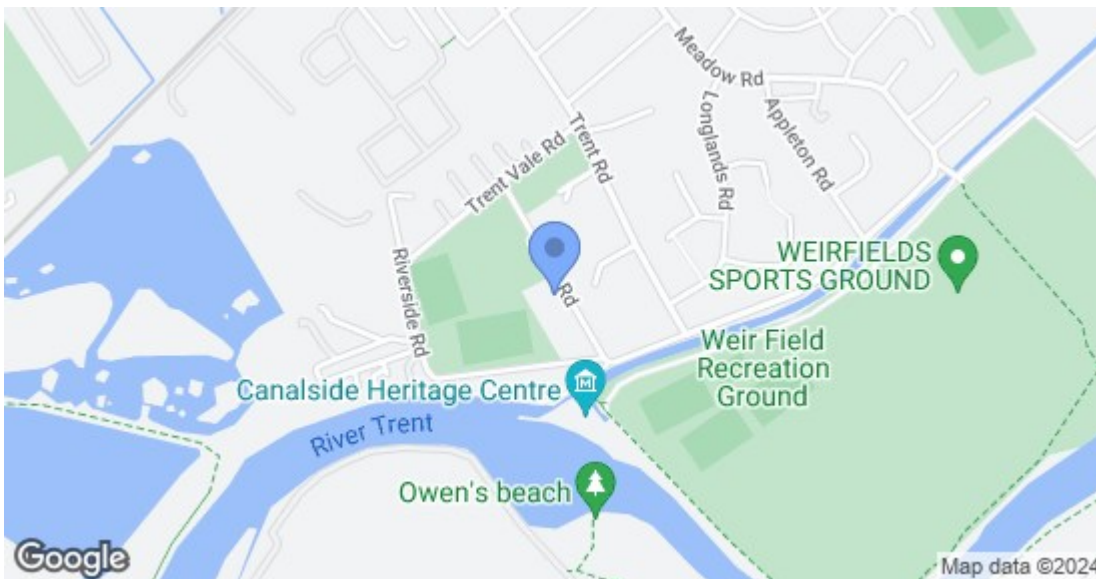 Meadow Rd
Longlands Rd
Appleton Rd
Trent Rd
Trent Vale Rd
Riverside Rd
Rd
WEIRFIELDS
SPORTS GROUND
Weir Field
Recreation
Ground
Canalside Heritage Centre
River Trent
Owen's beach
Google
Map data ©2024